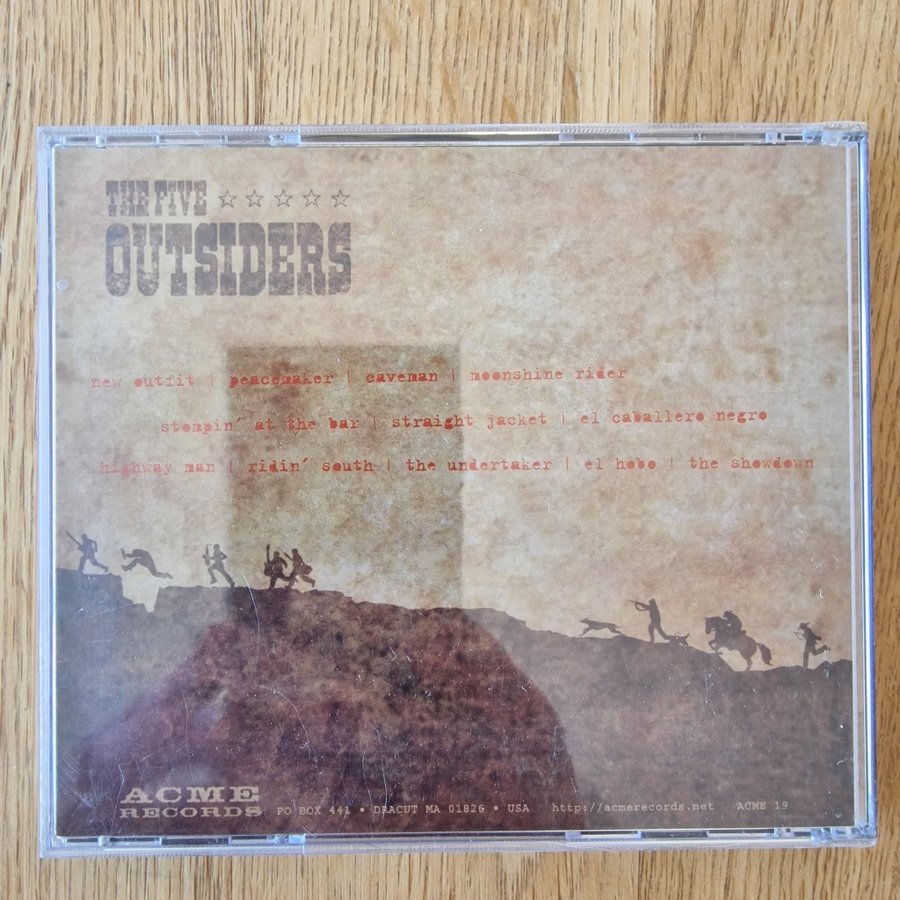 THE FIVE ☆ ☆ ☆ ☆ ☆
OUTSIDERS
new outfit | peacemaker | caveman | moonshine rider
stompin´ at the bar | straight jacket | el caballero negro
highway man | ridin´ south | the undertaker | el hobo | the showdown
ACME
RECORDS PO BOX 441 • DRACUT MA 01826 • USA http://acmerecords.net ACME 19